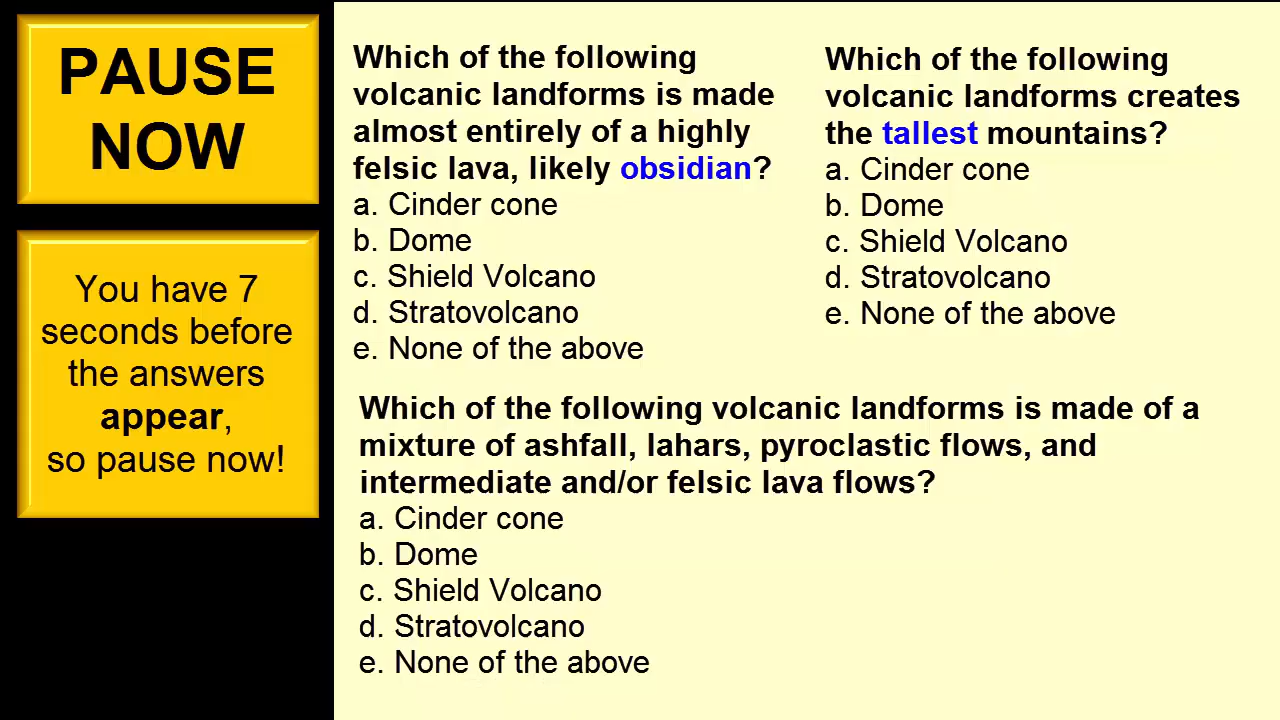 PAUSE
NOW
You have 7
seconds before
the answers
appear,
so pause now!
Which of the following
volcanic landforms is made
almost entirely of a highly
felsic lava, likely obsidian?
a. Cinder cone
b. Dome
c. Shield Volcano
d. Stratovolcano
e. None of the above
Which of the following
volcanic landforms creates
the tallest mountains?
a. Cinder cone
b. Dome
c. Shield Volcano
d. Stratovolcano
e. None of the above
Which of the following volcanic landforms is made of a
mixture of ashfall, lahars, pyroclastic flows, and
intermediate and/or felsic lava flows?
a. Cinder cone
b. Dome
c. Shield Volcano
d. Stratovolcano
e. None of the above